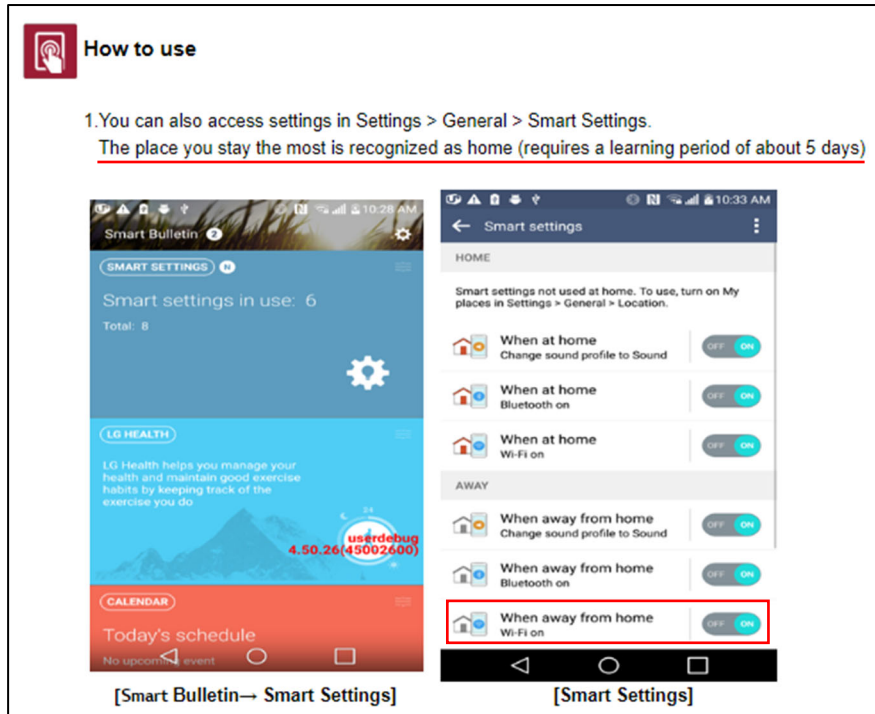 How to use
1.You can also access settings in Settings > General > Smart Settings.
The place you stay the most is recognized as home (requires a learning period of about 5 days)
10:28 AM
Smart Bulletin 2
SMART SETTINGS N
Smart settings in use: 6
Total: 8
LG HEALTH
LG Health helps you manage your
health and maintain good exercise
habits by keeping track of the
exercise you do
24
userdebug
4.50.26(45002600)
CALENDAR
Today's schedule
No upcoming event
[Smart Bulletin→ Smart Settings]
10:33 AM
Smart settings
HOME
Smart settings not used at home. To use, turn on My
places in Settings > General > Location.
When at home
Change sound profile to Sound
OFF ON
When at home
Bluetooth on
OFF ON
When at home
Wi-Fi on
OFF ON
AWAY
When away from home
Change sound profile to Sound
OFF ON
When away from home
Bluetooth on
OFF ON
When away from home
Wi-Fi on
OFF ON
[Smart Settings]